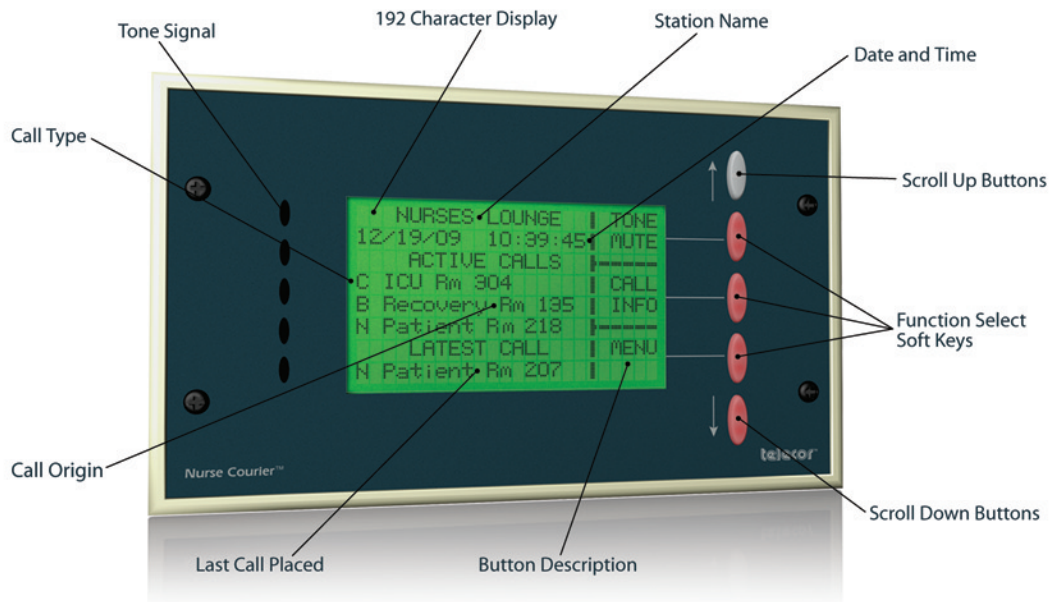 192 Character Display
Station Name
Tone Signal
Date and Time
Call Type
Scroll Up Buttons
NURSES LOUNGE TONE
12/19/09 10:39:45 MUTE
ACTIVE CALLS
C ICU Rm 304 CALL
B Recovery Rm 135 INFO
N Patient Rm 218
LATEST CALL MENU
N Patient Rm 207
Function Select
Soft Keys
Call Origin
Nurse Courier™
telecor
Scroll Down Buttons
Last Call Placed
Button Description